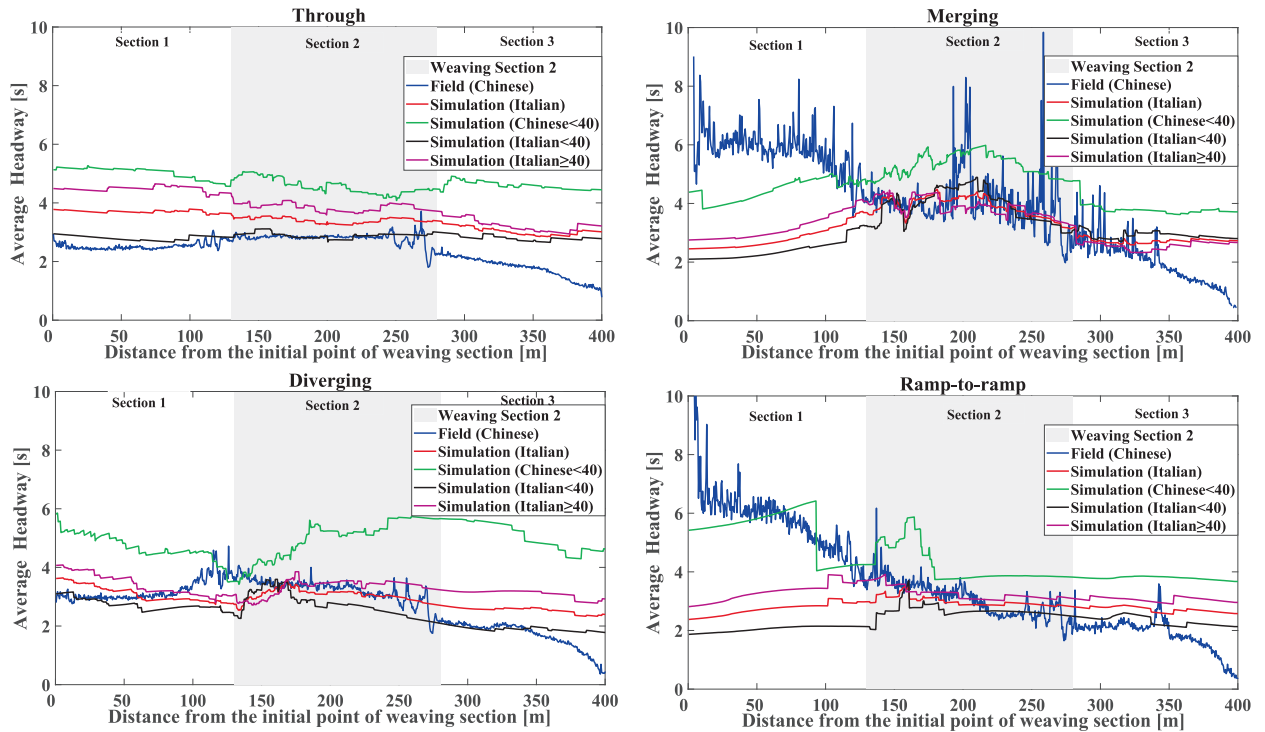 Through
Average Headway [s]
10
8
6
4
2
0
Section 1
Section 2
Section 3
Weaving Section 2
Field (Chinese)
Simulation (Italian)
Simulation (Chinese<40)
Simulation (Italian<40)
Simulation (Italian≥40)
0 50 100 150 200 250 300 350 400
Distance from the initial point of weaving section [m]
Merging
Average Headway [s]
10
8
6
4
2
0
Section 1
Section 2
Section 3
Weaving Section 2
Field (Chinese)
Simulation (Italian)
Simulation (Chinese<40)
Simulation (Italian<40)
Simulation (Italian≥40)
0 50 100 150 200 250 300 350 400
Distance from the initial point of weaving section [m]
Diverging
Average Headway [s]
10
8
6
4
2
0
Section 1
Section 2
Section 3
Weaving Section 2
Field (Chinese)
Simulation (Italian)
Simulation (Chinese<40)
Simulation (Italian<40)
Simulation (Italian≥40)
0 50 100 150 200 250 300 350 400
Distance from the initial point of weaving section [m]
Ramp-to-ramp
Average Headway [s]
10
8
6
4
2
0
Section 1
Section 2
Section 3
Weaving Section 2
Field (Chinese)
Simulation (Italian)
Simulation (Chinese<40)
Simulation (Italian<40)
Simulation (Italian≥40)
0 50 100 150 200 250 300 350 400
Distance from the initial point of weaving section [m]